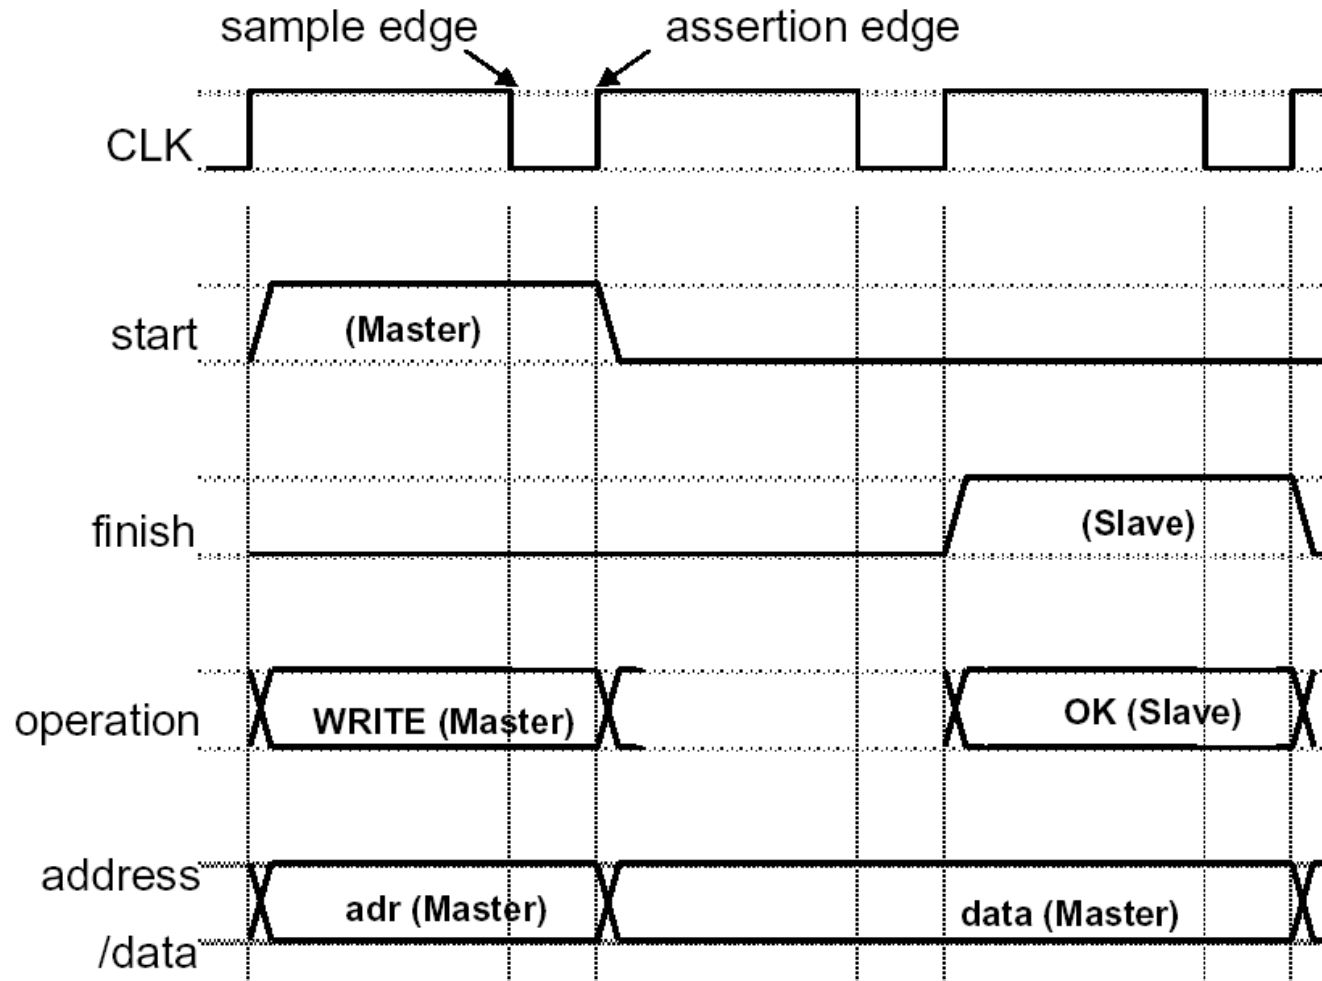 sample edge
assertion edge
CLK
start
(Master)
finish
(Slave)
operation
WRITE (Master)
OK (Slave)
address
/data
adr (Master)
data (Master)